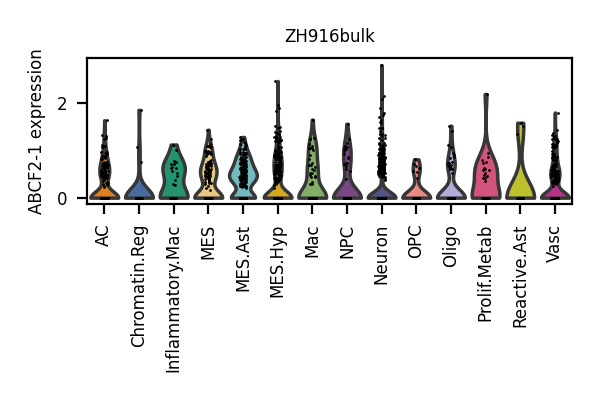 ZH916bulk
ABCF2-1 expression
2
0
AC
Chromatin.Reg
Inflammatory.Mac
MES
MES.Ast
MES.Hyp
Mac
NPC
Neuron
OPC
Oligo
Prolif.Metab
Reactive.Ast
Vasc